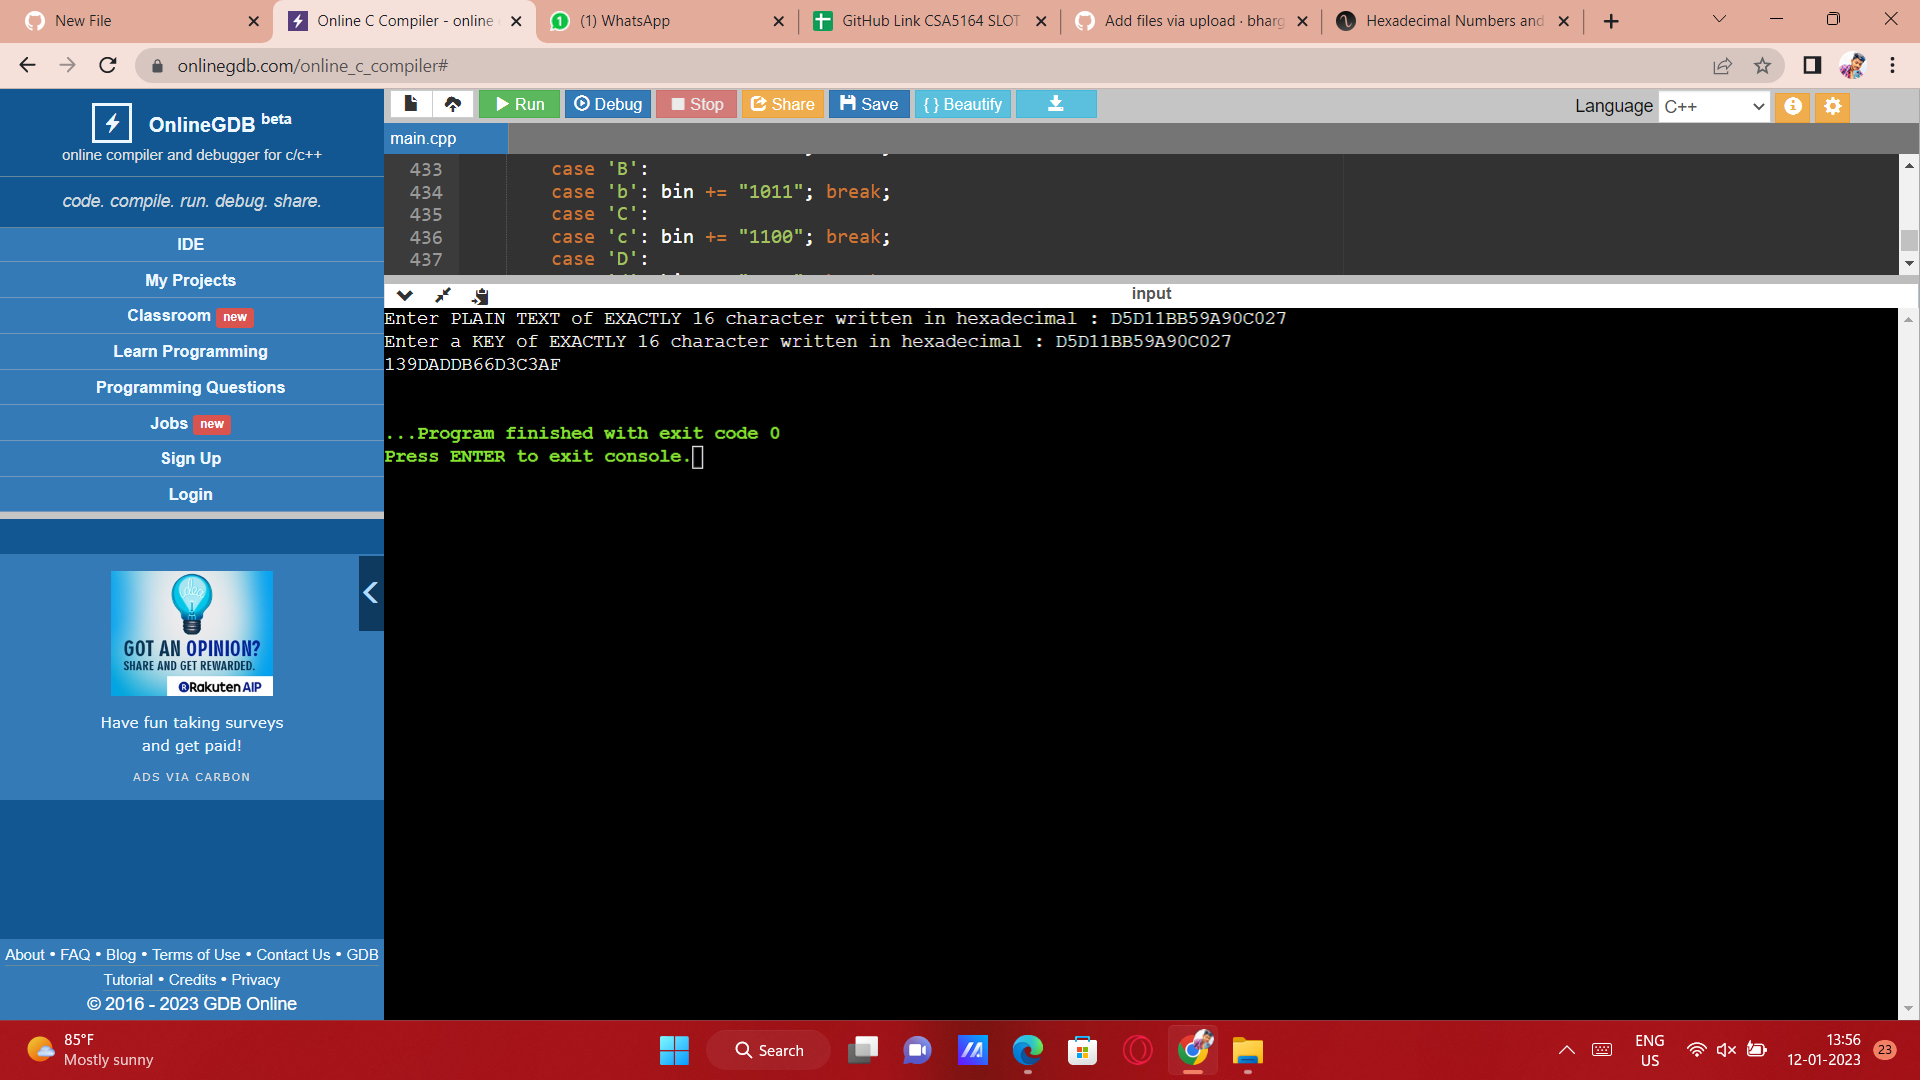 New File
Online C Compiler - online
(1) WhatsApp
GitHub Link CSA5164 SLOT
Add files via upload · bharg
Hexadecimal Numbers and
onlinegdb.com/online_c_compiler#
OnlineGDB beta
online compiler and debugger for c/c++
code. compile. run. debug. share.
IDE
My Projects
Classroom new
Learn Programming
Programming Questions
Jobs new
Sign Up
Login
GOT AN OPINION?
SHARE AND GET REWARDED.
Rakuten AIP
Have fun taking surveys
and get paid!
ADS VIA CARBON
About • FAQ • Blog • Terms of Use • Contact Us • GDB
Tutorial • Credits • Privacy
© 2016 - 2023 GDB Online
Run Debug Stop Share Save { } Beautify
Language C++
main.cpp
433 case 'B':
434 case 'b': bin += "1011"; break;
435 case 'C':
436 case 'c': bin += "1100"; break;
437 case 'D':
input
Enter PLAIN TEXT of EXACTLY 16 character written in hexadecimal : D5D11BB59A90C027
Enter a KEY of EXACTLY 16 character written in hexadecimal : D5D11BB59A90C027
139DADDB66D3C3AF
...Program finished with exit code 0
Press ENTER to exit console.
85°F
Mostly sunny
Search
ENG
US
13:56
12-01-2023
23